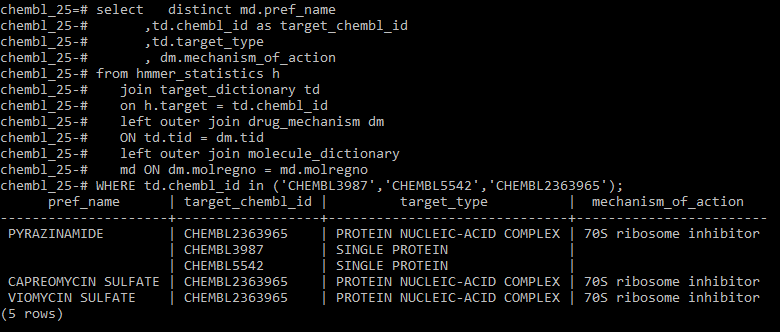 chembl_25=# select   distinct md.pref_name
chembl_25-#       ,td.chembl_id as target_chembl_id
chembl_25-#       ,td.target_type
chembl_25-#       , dm.mechanism_of_action
chembl_25-# from hmmer_statistics h
chembl_25-#    join target_dictionary td
chembl_25-#    on h.target = td.chembl_id
chembl_25-#    left outer join drug_mechanism dm
chembl_25-#    ON td.tid = dm.tid
chembl_25-#    left outer join molecule_dictionary
chembl_25-#    md ON dm.molregno = md.molregno
chembl_25-# WHERE td.chembl_id in ('CHEMBL3987','CHEMBL5542','CHEMBL2363965');
      pref_name      | target_chembl_id |         target_type          |  mechanism_of_action
---------------------+------------------+------------------------------+------------------------
 PYRAZINAMIDE        | CHEMBL2363965    | PROTEIN NUCLEIC-ACID COMPLEX | 70S ribosome inhibitor
                     | CHEMBL3987       | SINGLE PROTEIN               |
                     | CHEMBL5542       | SINGLE PROTEIN               |
 CAPREOMYCIN SULFATE | CHEMBL2363965    | PROTEIN NUCLEIC-ACID COMPLEX | 70S ribosome inhibitor
 VIOMYCIN SULFATE    | CHEMBL2363965    | PROTEIN NUCLEIC-ACID COMPLEX | 70S ribosome inhibitor
(5 rows)